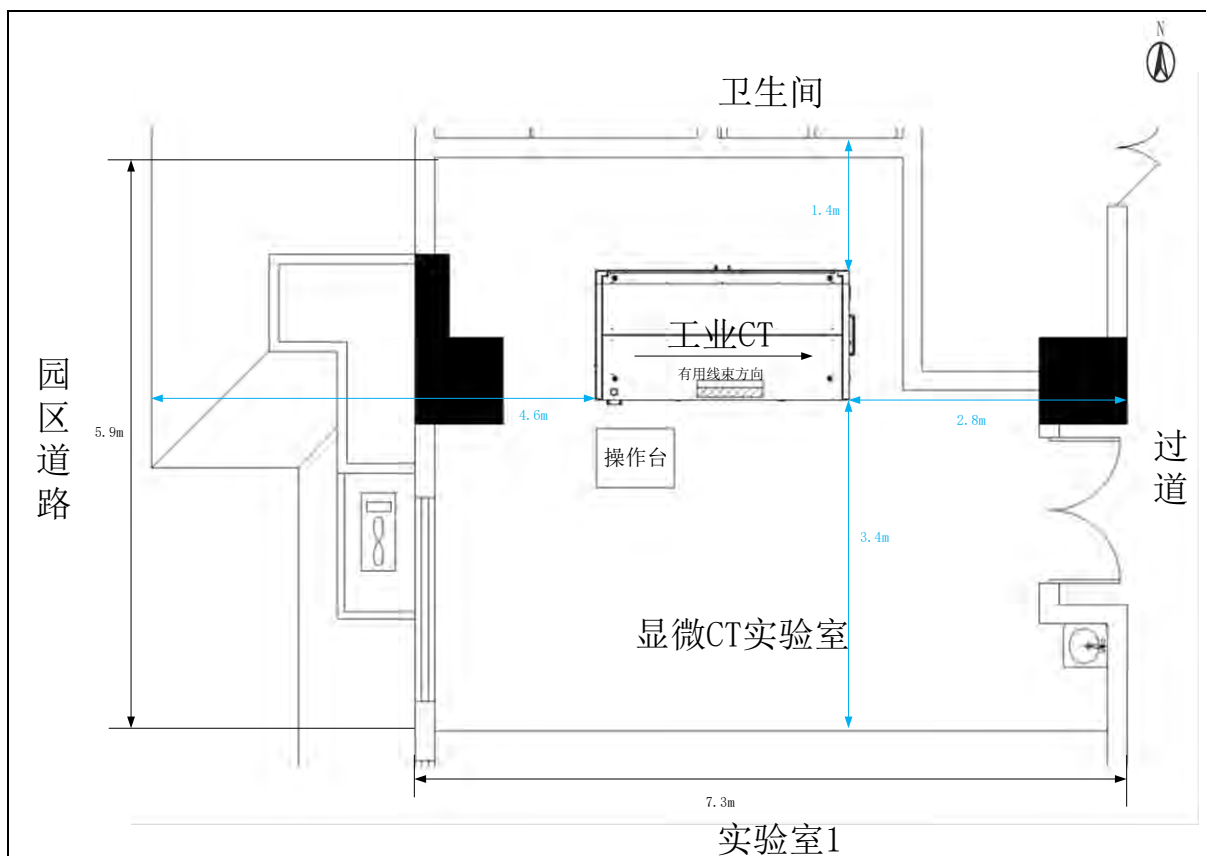 N
卫生间
1.4m
工业CT
有用线束方向
园区道路
5.9m
4.6m
2.8m
操作台
过道
3.4m
显微CT实验室
7.3m
实验室1